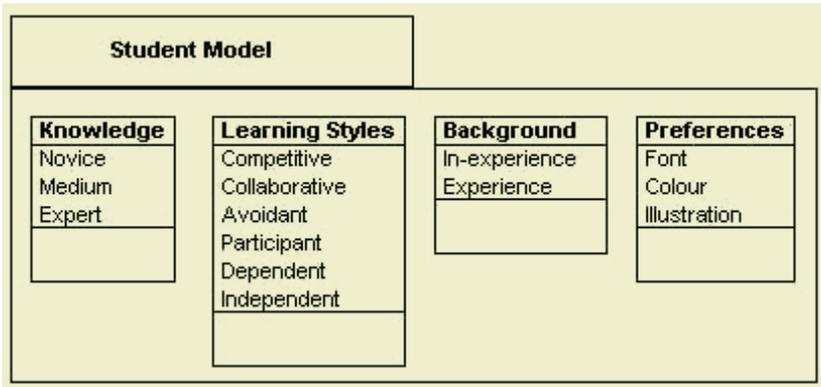 Student Model
Knowledge
Novice
Medium
Expert
Learning Styles
Competitive
Collaborative
Avoidant
Participant
Dependent
Independent
Background
In-experience
Experience
Preferences
Font
Colour
Illustration